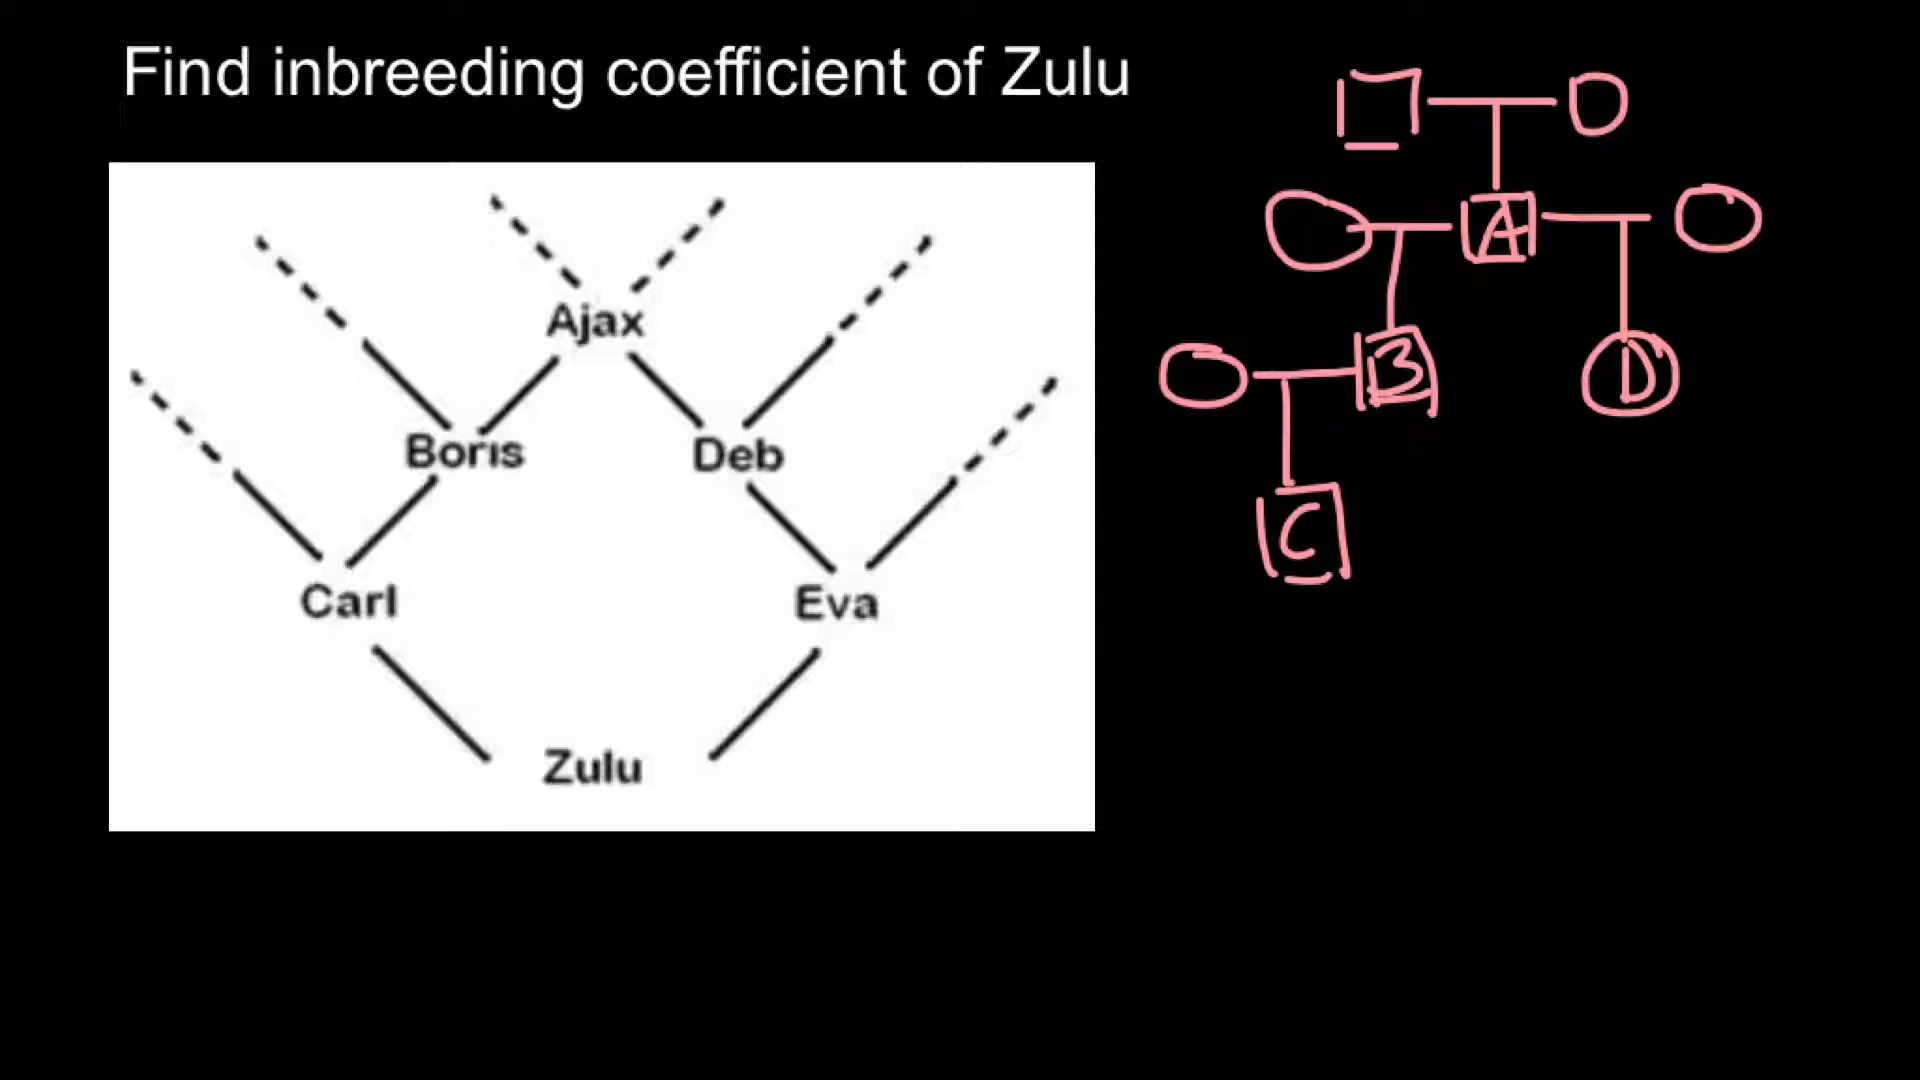 Find inbreeding coefficient of Zulu
Ajax
Boris
Deb
Carl
Eva
Zulu
A
B
D
C